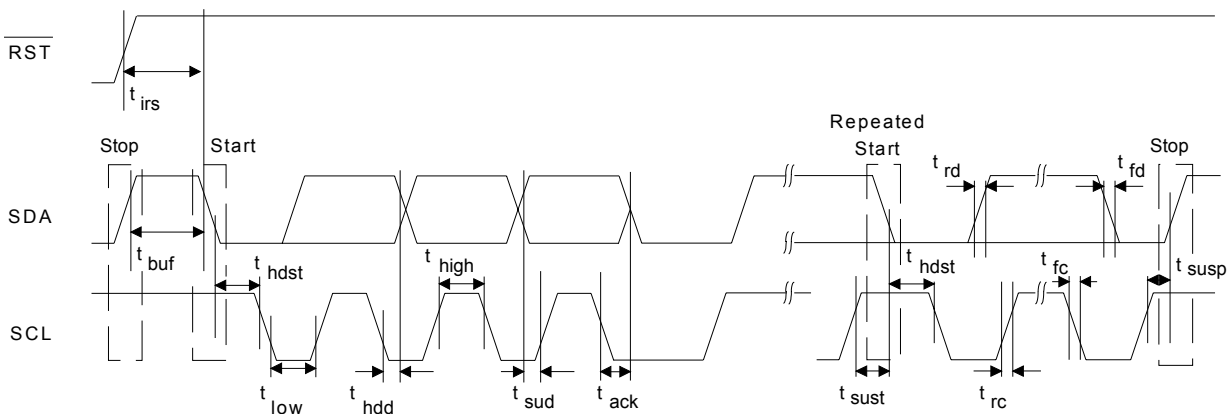 RST
t irs
Repeated
Stop Start Start Stop
t rd t fd
SDA
t buf t hdst t high t hdst t fc t susp
SCL
t low t hdd t sud t ack t sust t rc